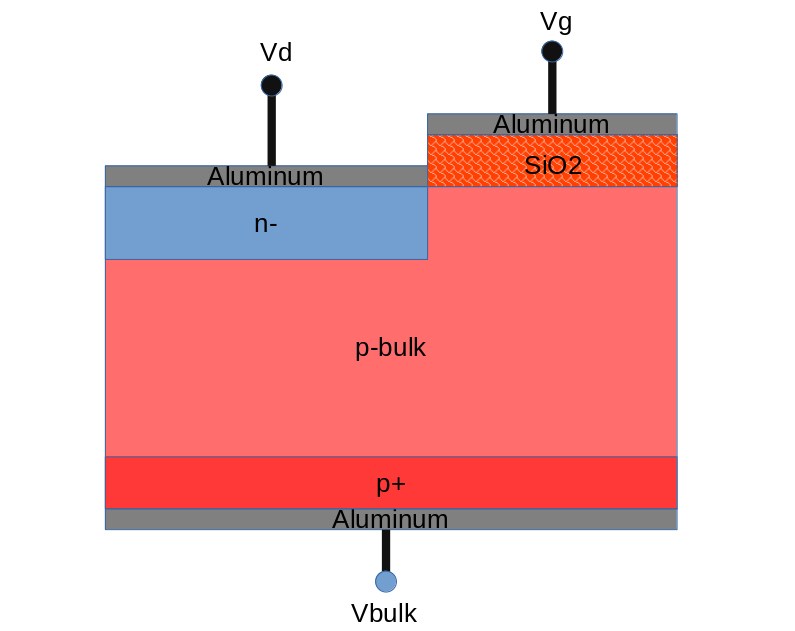 Vg
Vd
Aluminum
SiO2
Aluminum
n-
p-bulk
p+
Aluminum
Vbulk